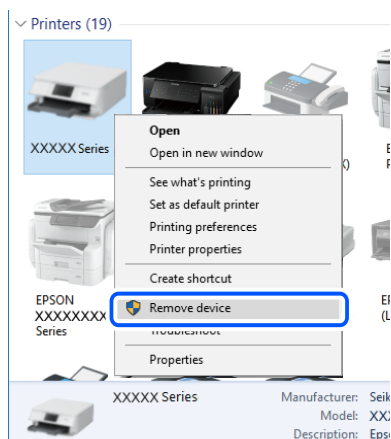 Printers (19)
XXXXX Series
Open
Open in new window
See what's printing
Set as default printer
Printing preferences
Printer properties
Create shortcut
Remove device
Troubleshoot
Properties
EPSON
XXXXXXXX
Series
XXXXX Series
Manufacturer:
Model:
Description: